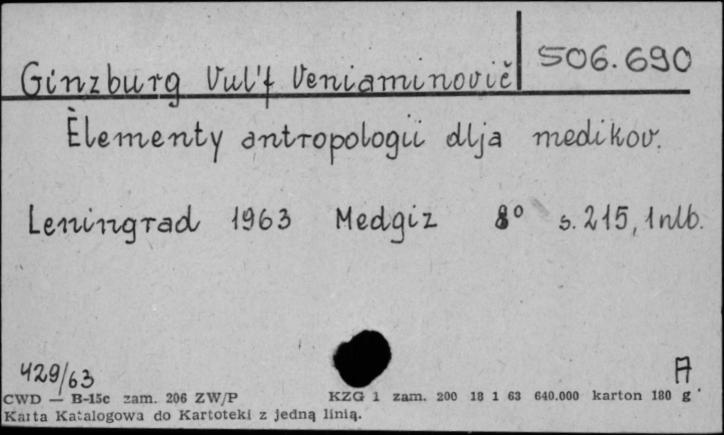 506.690
Ginzburg Vul'f Veniaminovič
Èlementy antropologii dlja medikov.
Leningrad 1963 Medgiz 8° s. 215, 1 nlb.
429/63
A
CWD — B-15c zam. 206 ZW/P KZG 1 zam. 200 18 1 63 640.000 karton 180 g
Karta Katalogowa do Kartoteki z jedną linią.